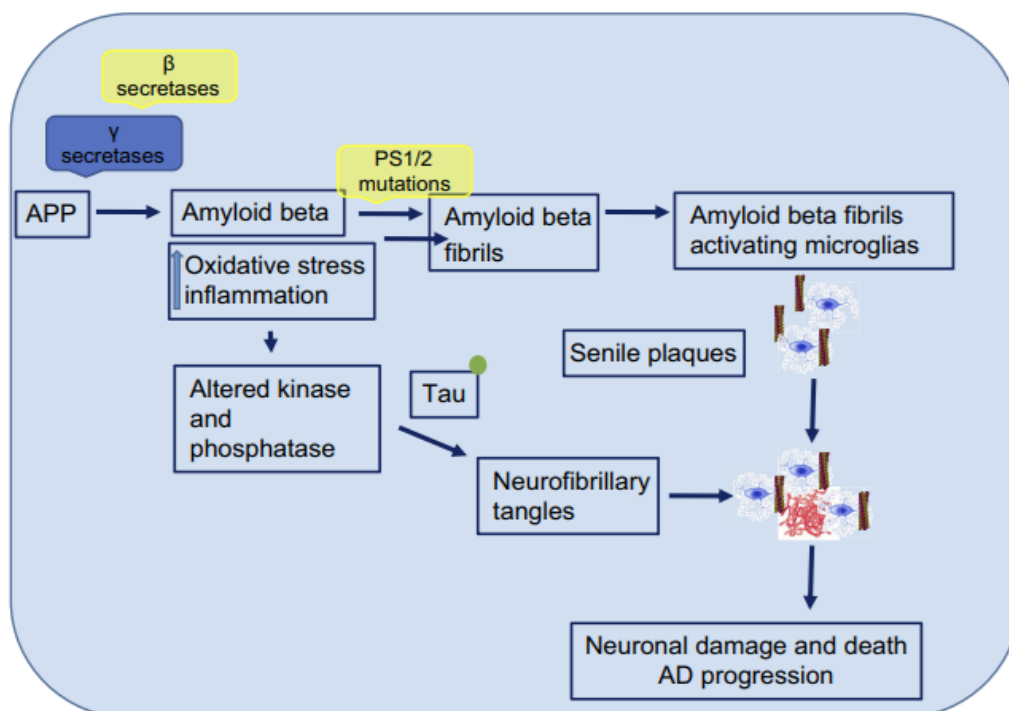 β
secretases
γ
secretases
PS1/2
mutations
APP
Amyloid beta
Amyloid beta
fibrils
Amyloid beta fibrils
activating microglias
Oxidative stress
inflammation
Senile plaques
Altered kinase
and
phosphatase
Tau
Neurofibrillary
tangles
Neuronal damage and death
AD progression